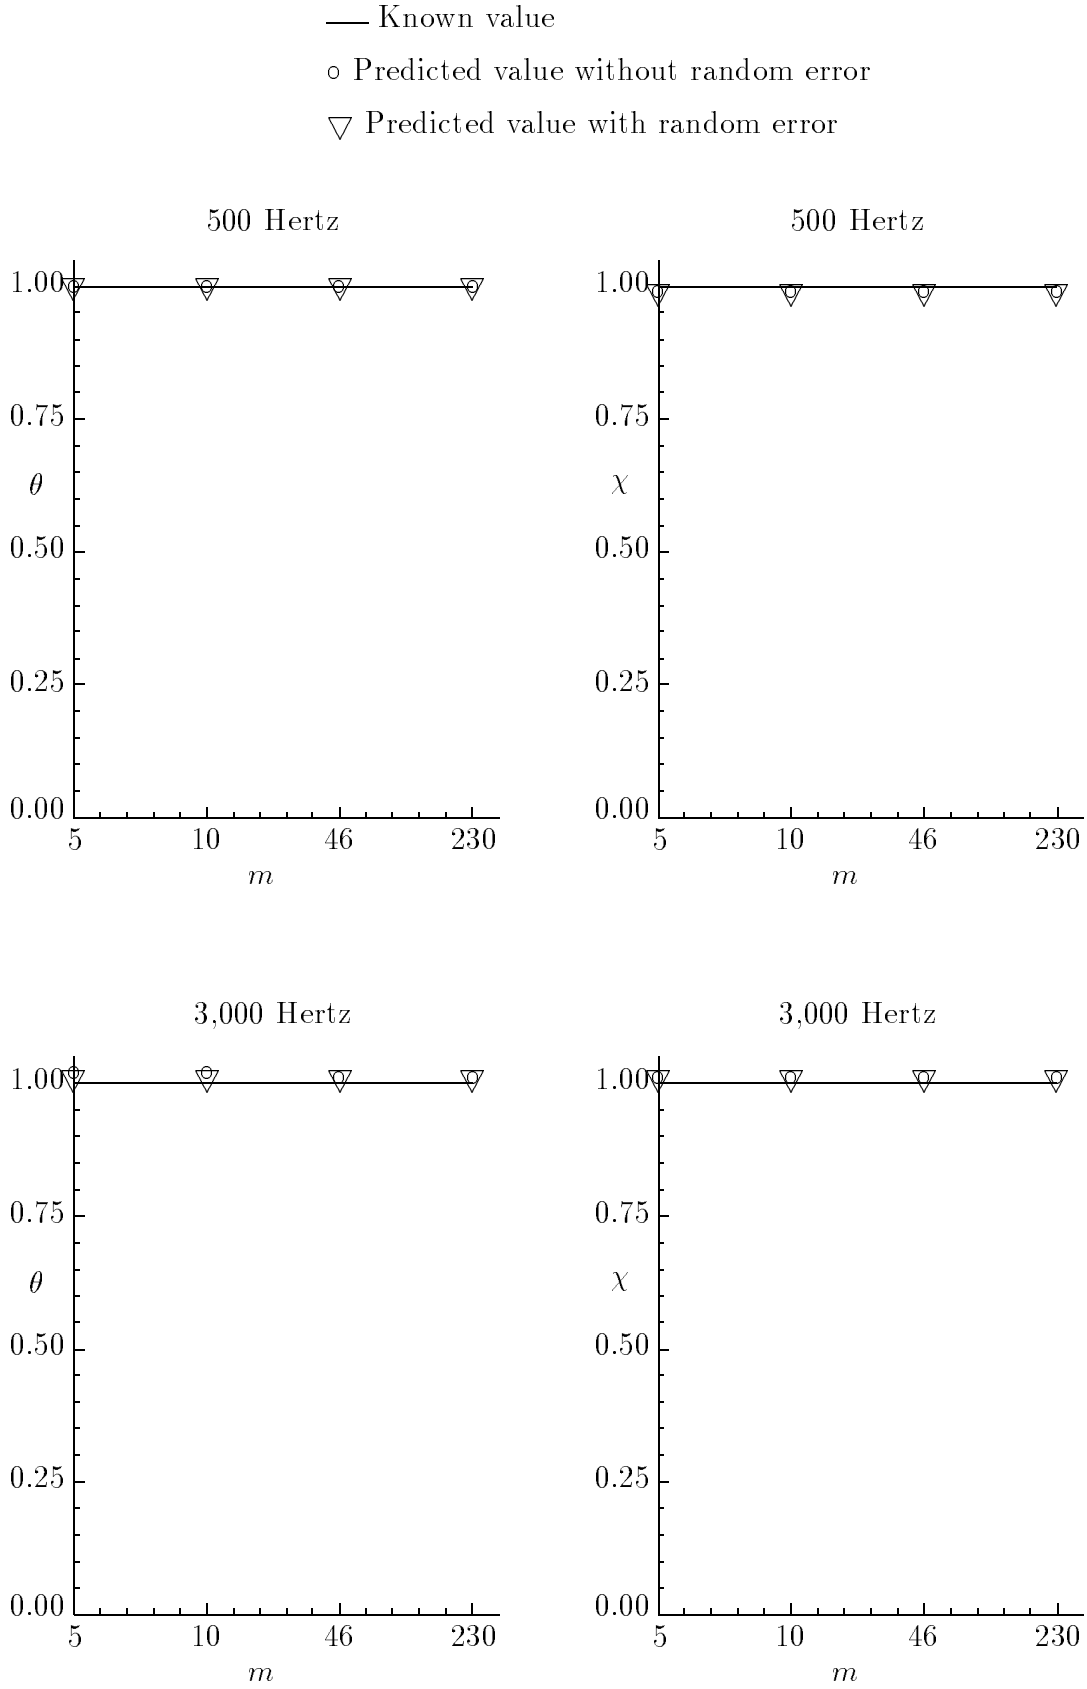 Known value
Predicted value without random error
Predicted value with random error
500 Hertz
1.00
0.75
θ
0.50
0.25
0.00
5 10 46 230
m
500 Hertz
1.00
0.75
χ
0.50
0.25
0.00
5 10 46 230
m
3,000 Hertz
1.00
0.75
θ
0.50
0.25
0.00
5 10 46 230
m
3,000 Hertz
1.00
0.75
χ
0.50
0.25
0.00
5 10 46 230
m